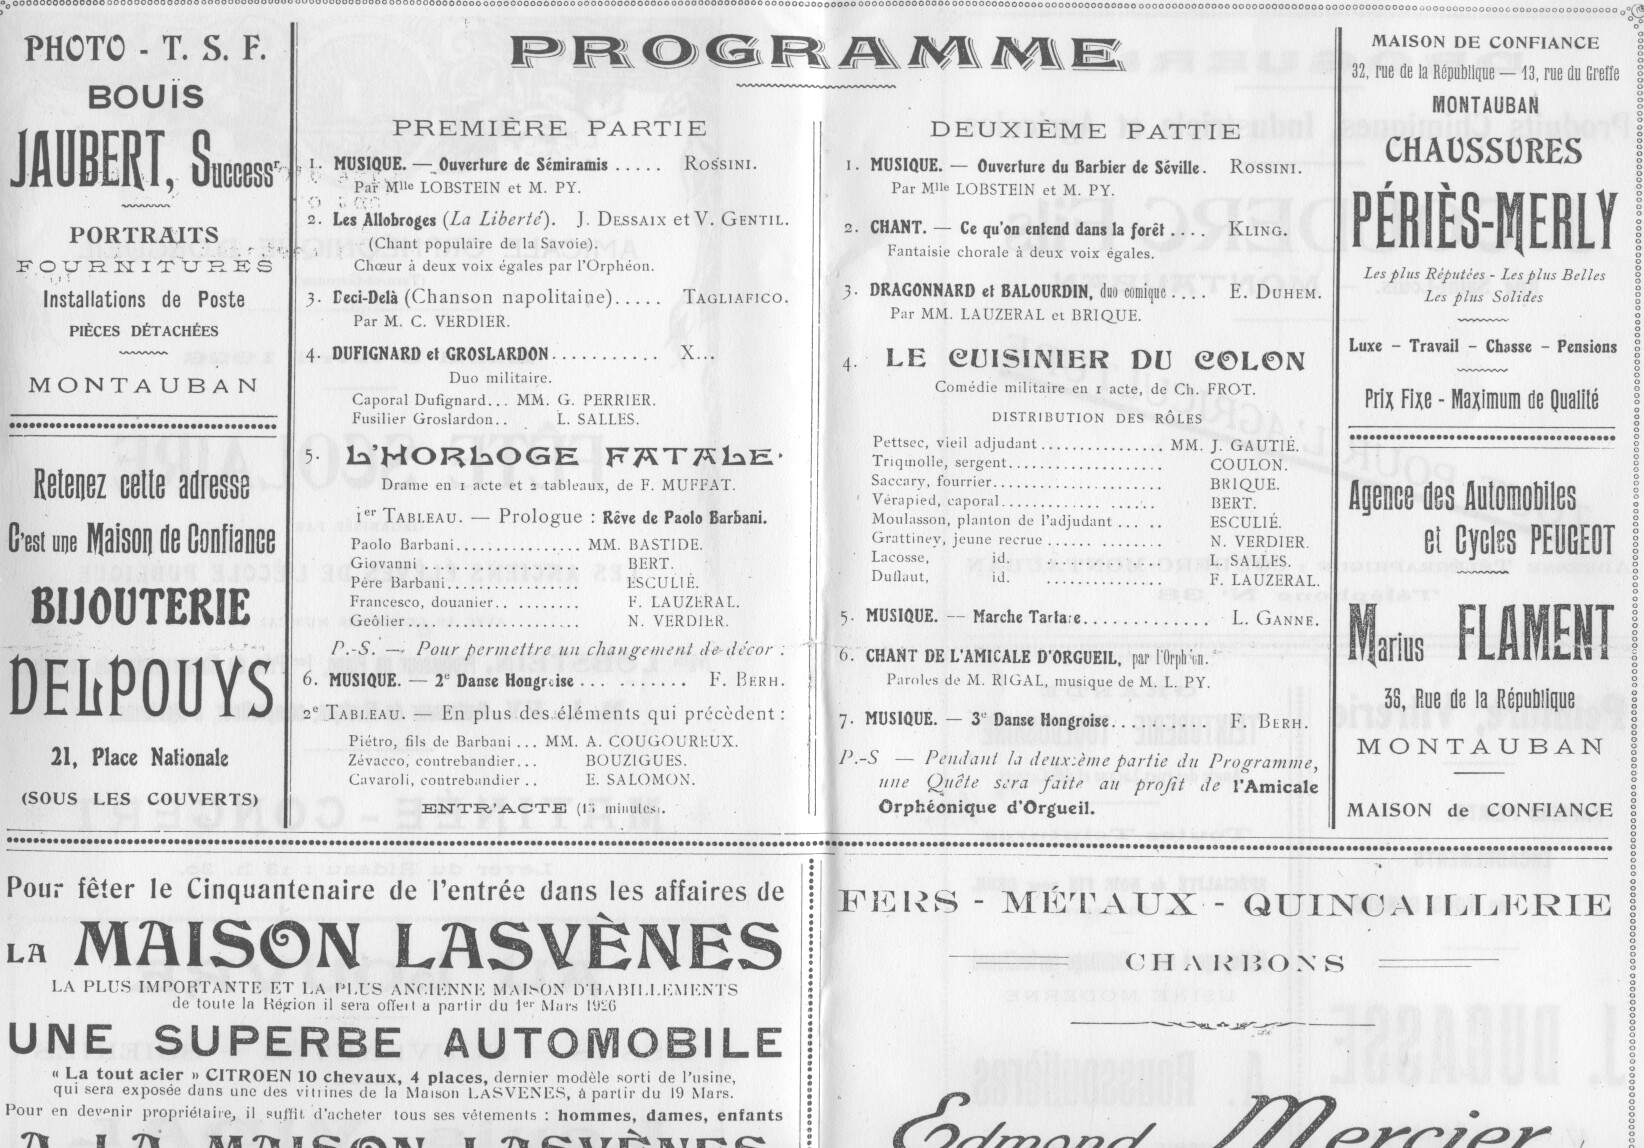 PHOTO - T. S. F.
BOUÏS
JAUBERT, Success^r.
PORTRAITS
FOURNITURES
Installations de Poste
PIÈCES DÉTACHÉES
MONTAUBAN
Retenez cette adresse
C'est une Maison de Confiance
BIJOUTERIE
DELPOUYS
21, Place Nationale
(SOUS LES COUVERTS)
PROGRAMME
PREMIÈRE PARTIE
1. MUSIQUE. — Ouverture de Sémiramis ..... ROSSINI.
Par Mlle LOBSTEIN et M. PY.
2. Les Allobroges (La Liberté). J. DESSAIX et V. GENTIL.
(Chant populaire de la Savoie).
Chœur à deux voix égales par l'Orphéon.
3. Deci-Delà (Chanson napolitaine)..... TAGLIAFICO.
Par M. C. VERDIER.
4. DUFIGNARD et GROSLARDON.......... X...
Duo militaire.
Caporal Dufignard... MM. G. PERRIER.
Fusilier Groslardon.. L. SALLES.
5. L'HORLOGE FATALE.
Drame en 1 acte et 2 tableaux, de F. MUFFAT.
1er TABLEAU. — Prologue : Rêve de Paolo Barbani.
Paolo Barbani.............. MM. BASTIDE.
Giovanni .................. BERT.
Père Barbani............... ESCULIÉ.
Francesco, douanier.. ........ F. LAUZERAL.
Geôlier.................... N. VERDIER.
P.-S. — Pour permettre un changement de décor :
6. MUSIQUE. — 2e Danse Hongroise ... ........ F. BERH.
2e TABLEAU. — En plus des éléments qui précèdent :
Piétro, fils de Barbani ... MM. A. COUGOUREUX.
Zévacco, contrebandier... BOUZIGUES.
Cavaroli, contrebandier .. E. SALOMON.
ENTR'ACTE (15 minutes).
DEUXIÈME PATTIE
1. MUSIQUE. — Ouverture du Barbier de Séville. ROSSINI.
Par Mlle LOBSTEIN et M. PY.
2. CHANT. — Ce qu'on entend dans la forêt .... KLING.
Fantaisie chorale à deux voix égales.
3. DRAGONNARD et BALOURDIN, duo comique .... E. DUHEM.
Par MM. LAUZERAL et BRIQUE.
4. LE CUISINIER DU COLON
Comédie militaire en 1 acte, de Ch. FROT.
DISTRIBUTION DES RÔLES
Pettsec, vieil adjudant .............. MM. J. GAUTIÉ.
Triqmolle, sergent.................. COULON.
Saccary, fourrier.................... BRIQUE.
Vérapied, caporal.................... BERT.
Moulasson, planton de l'adjudant ... .. ESCULIÉ.
Grattiney, jeune recrue .. ........ N. VERDIER.
Lacosse, id. ................ L. SALLES.
Duflaut, id. ................ F. LAUZERAL.
5. MUSIQUE. — Marche Tartare............. L. GANNE.
6. CHANT DE L'AMICALE D'ORGUEIL, par l'Orphéon.
Paroles de M. RIGAL, musique de M. L. PY.
7. MUSIQUE. — 3e Danse Hongroise........... F. BERH.
P.-S — Pendant la deuxième partie du Programme,
une Quête sera faite au profit de l'Amicale
Orphéonique d'Orgueil.
MAISON DE CONFIANCE
32, rue de la République — 13, rue du Greffe
MONTAUBAN
CHAUSSURES
PÉRIÈS-MERLY
Les plus Réputées - Les plus Belles
Les plus Solides
Luxe - Travail - Chasse - Pensions
Prix Fixe - Maximum de Qualité
Agence des Automobiles
et Cycles PEUGEOT
Marius FLAMENT
36, Rue de la République
MONTAUBAN
MAISON de CONFIANCE
Pour fêter le Cinquantenaire de l'entrée dans les affaires de
LA MAISON LASVÈNES
LA PLUS IMPORTANTE ET LA PLUS ANCIENNE MAISON D'HABILLEMENTS
de toute la Région il sera offert a partir du 1er Mars 1926
UNE SUPERBE AUTOMOBILE
« La tout acier » CITROEN 10 chevaux, 4 places, dernier modèle sorti de l'usine,
qui sera exposée dans une des vitrines de la Maison LASVENES, à partir du 19 Mars.
Pour en devenir propriétaire, il suffit d'acheter tous ses vêtements : hommes, dames, enfants
A LA MAISON LASVÈNES
FERS - MÉTAUX - QUINCAILLERIE
CHARBONS
Edmond Mercier